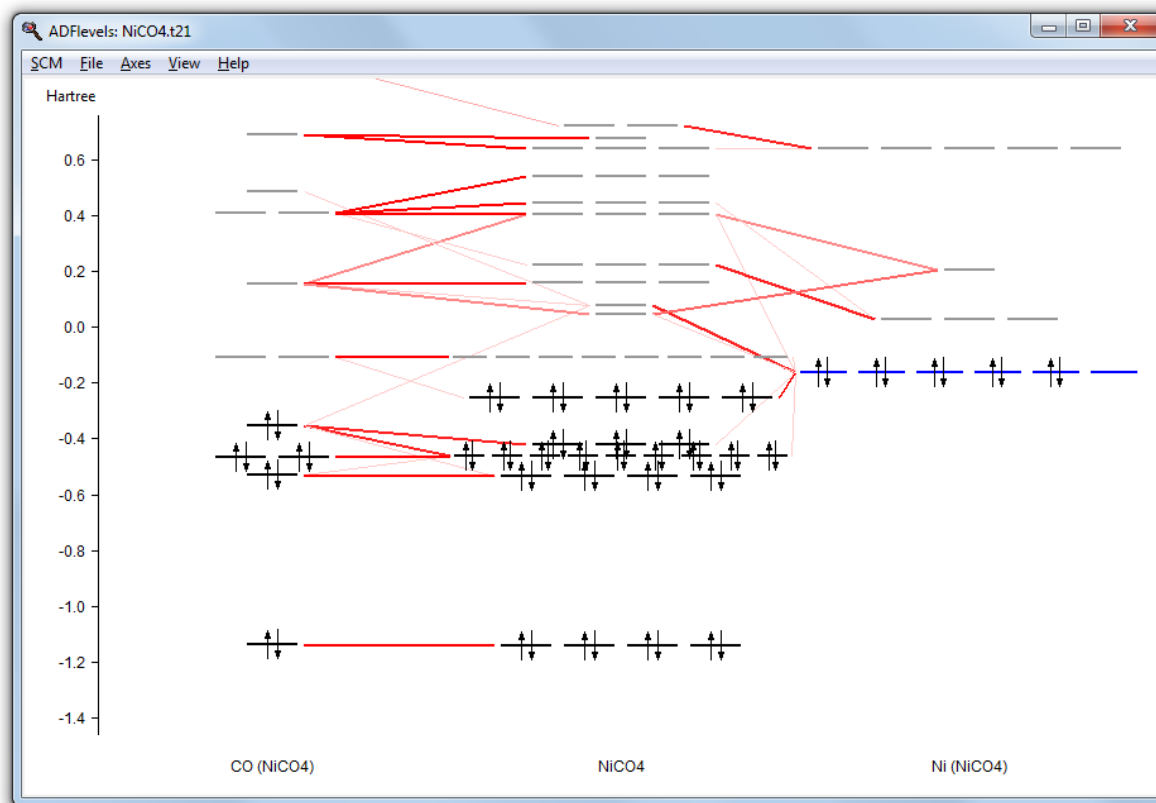 ADFlevels: NiCO4.t21
SCM File Axes View Help
Hartree
0.6
0.4
0.2
0.0
-0.2
-0.4
-0.6
-0.8
-1.0
-1.2
-1.4
CO (NiCO4) NiCO4 Ni (NiCO4)